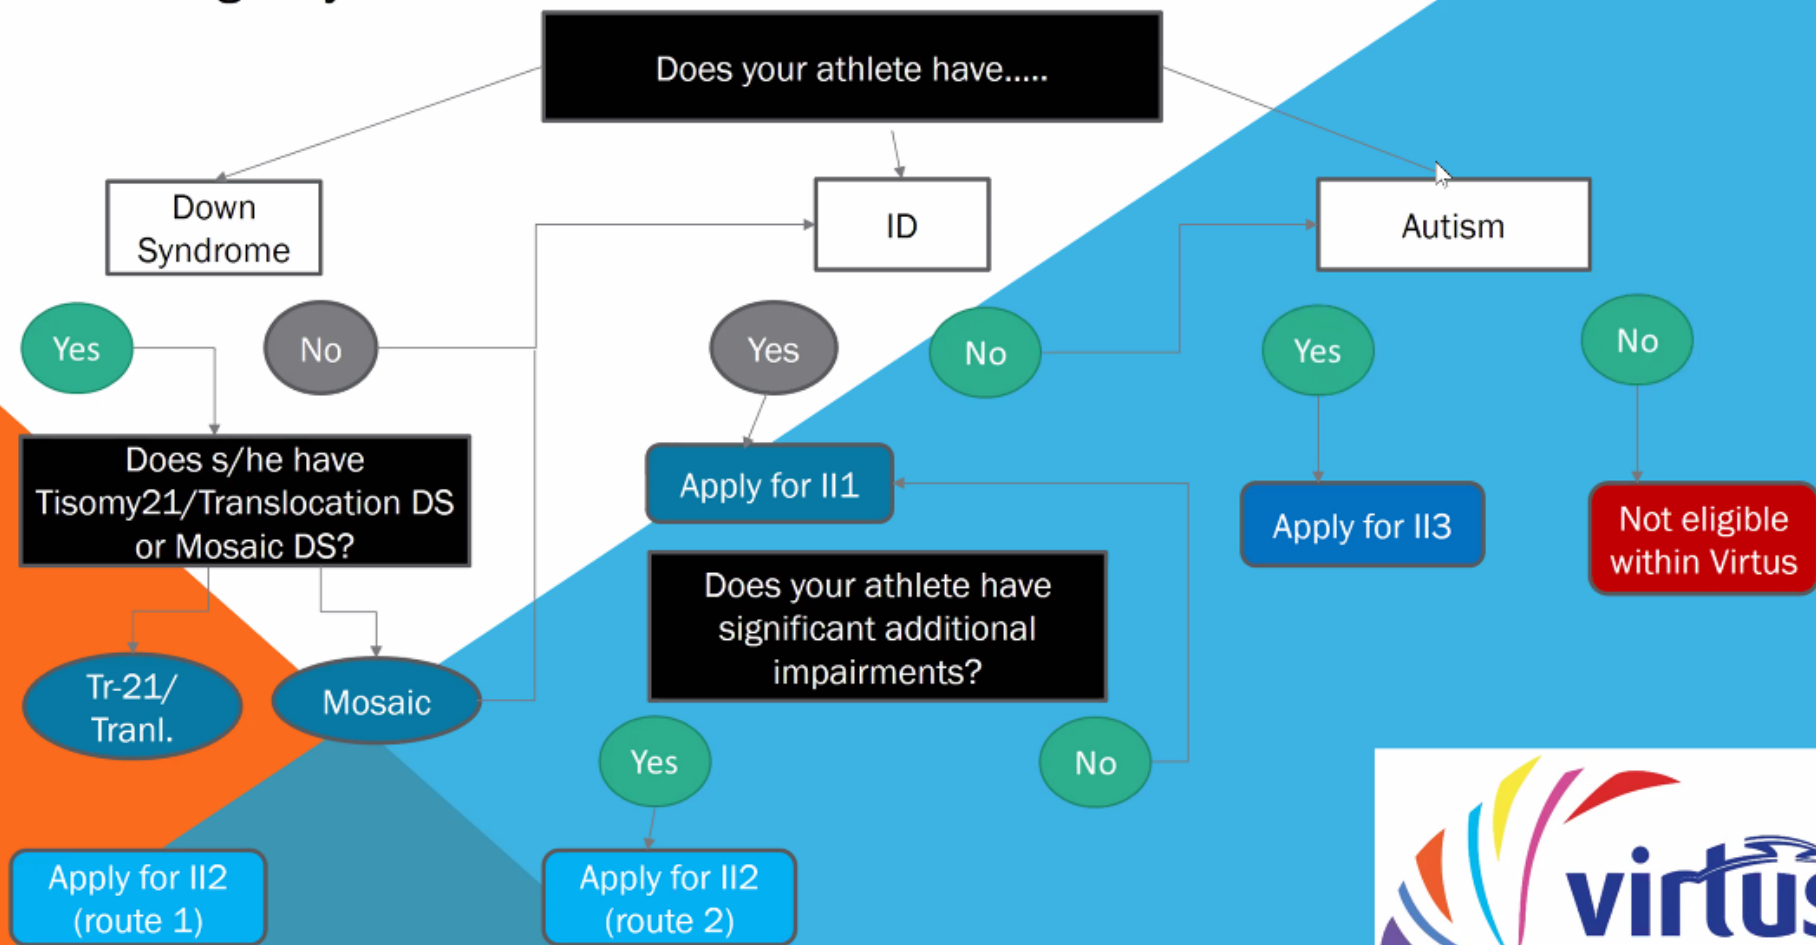 Does your athlete have.....
Down
Syndrome
ID
Autism
Yes
No
Yes
No
Yes
No
Does s/he have
Tisomy21/Translocation DS
or Mosaic DS?
Apply for II1
Apply for II3
Not eligible
within Virtus
Does your athlete have
significant additional
impairments?
Tr-21/
Tranl.
Mosaic
Yes
No
Apply for II2
(route 1)
Apply for II2
(route 2)
virtus